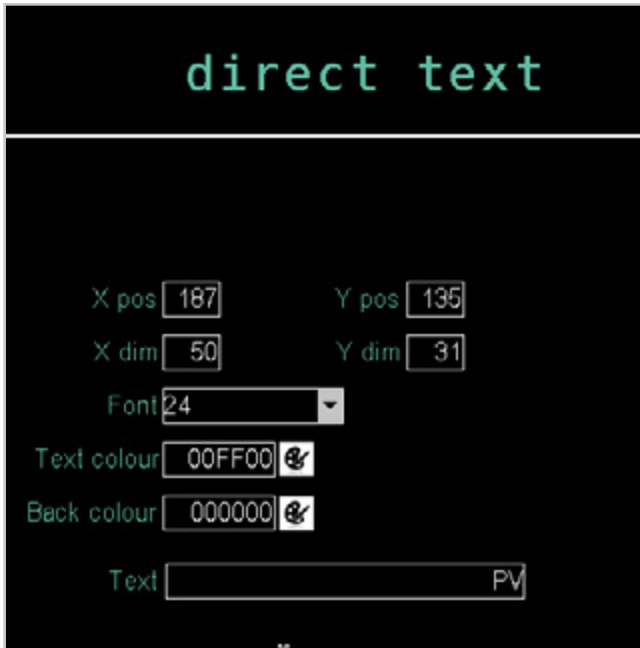 direct text
X pos 187 Y pos 135
X dim 50 Y dim 31
Font 24
Text colour 00FF00
Back colour 000000
Text PV